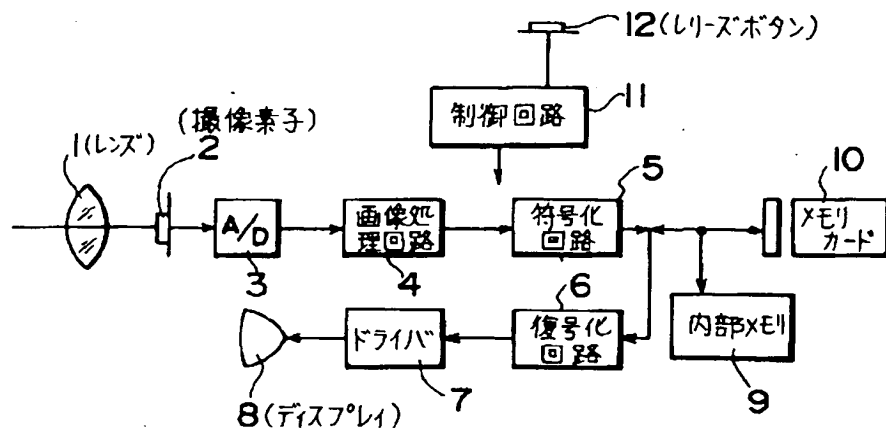 12(レリーズボタン)
制御回路
11
(撮像素子)
1(レンズ)
2
A/D
3
画像処
理回路
4
符号化
回路
5
10
メモリ
カード
6
復号化
回路
ドライバ
7
8(ディスプレイ)
内部メモリ
9